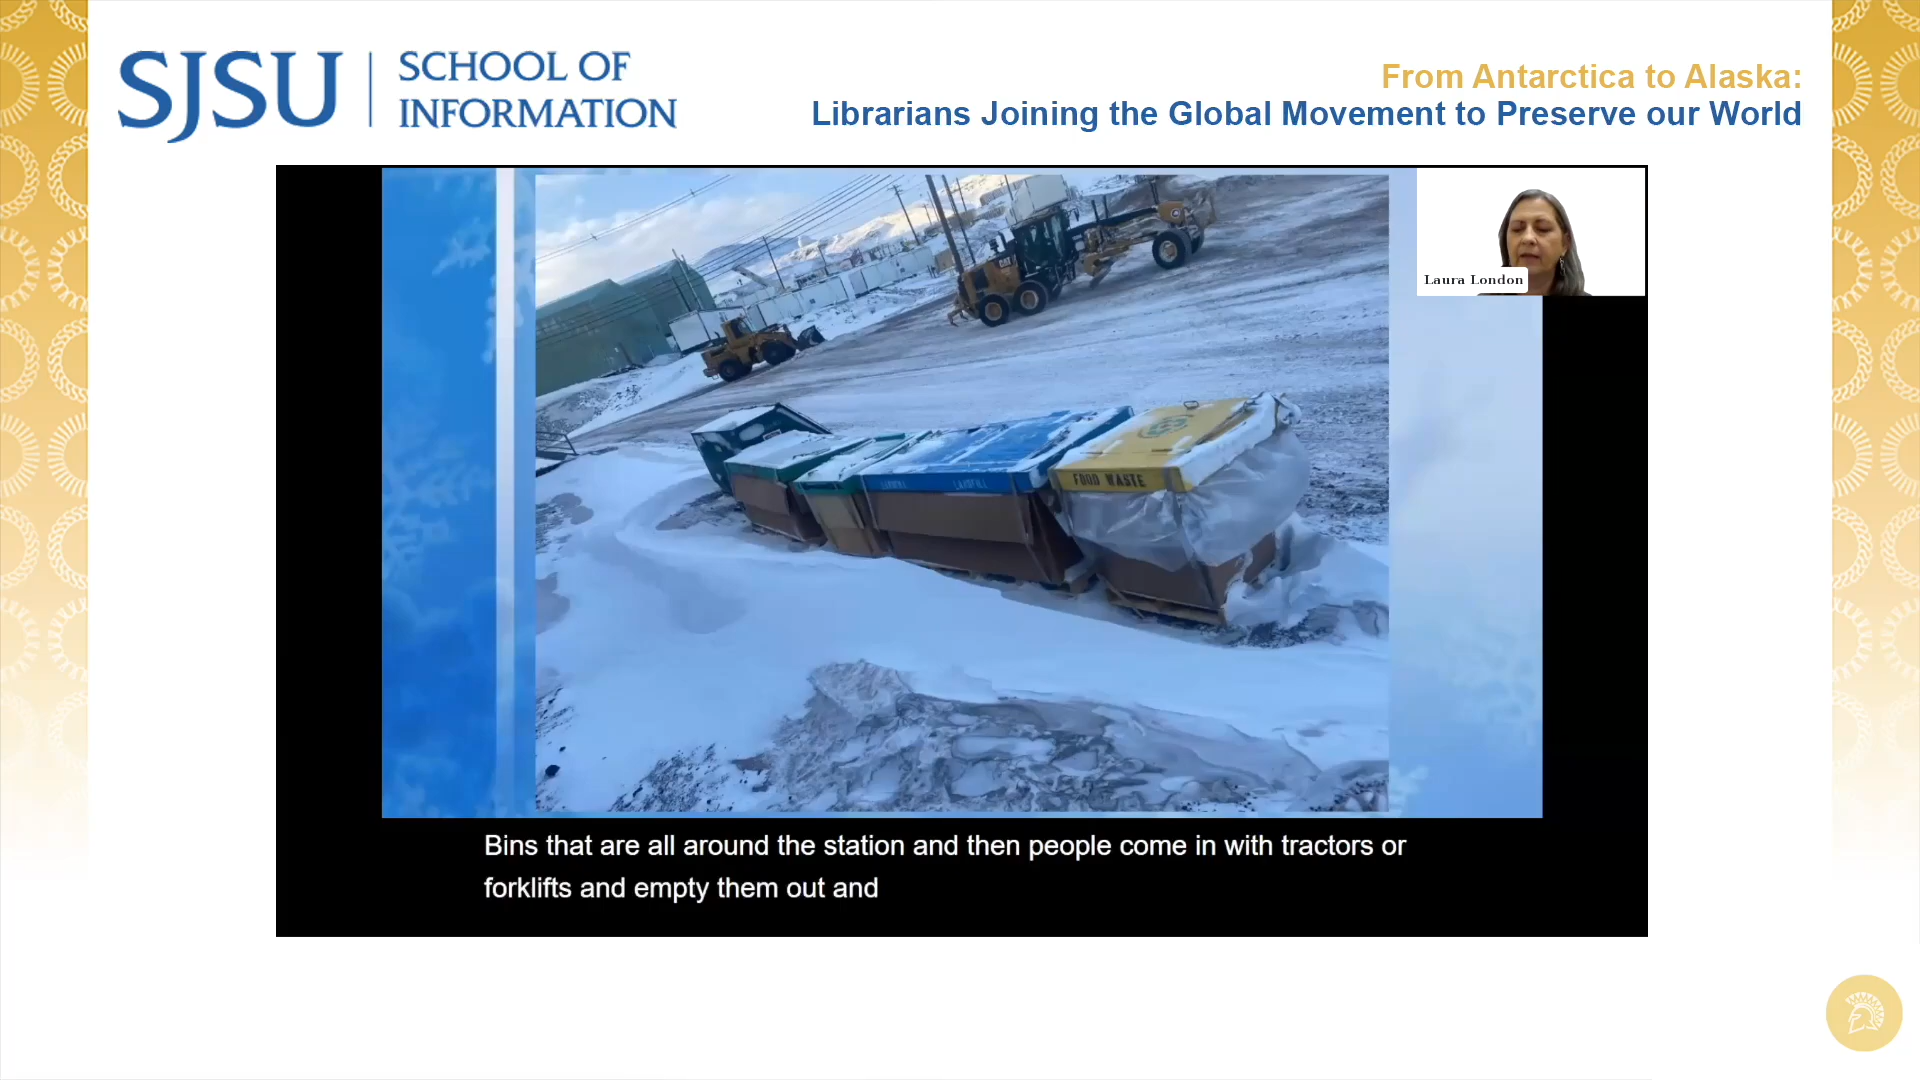 SJSU
SCHOOL OF
INFORMATION
From Antarctica to Alaska:
Librarians Joining the Global Movement to Preserve our World
Laura London
CAT
LANDFILL
FOOD WASTE
Bins that are all around the station and then people come in with tractors or
forklifts and empty them out and